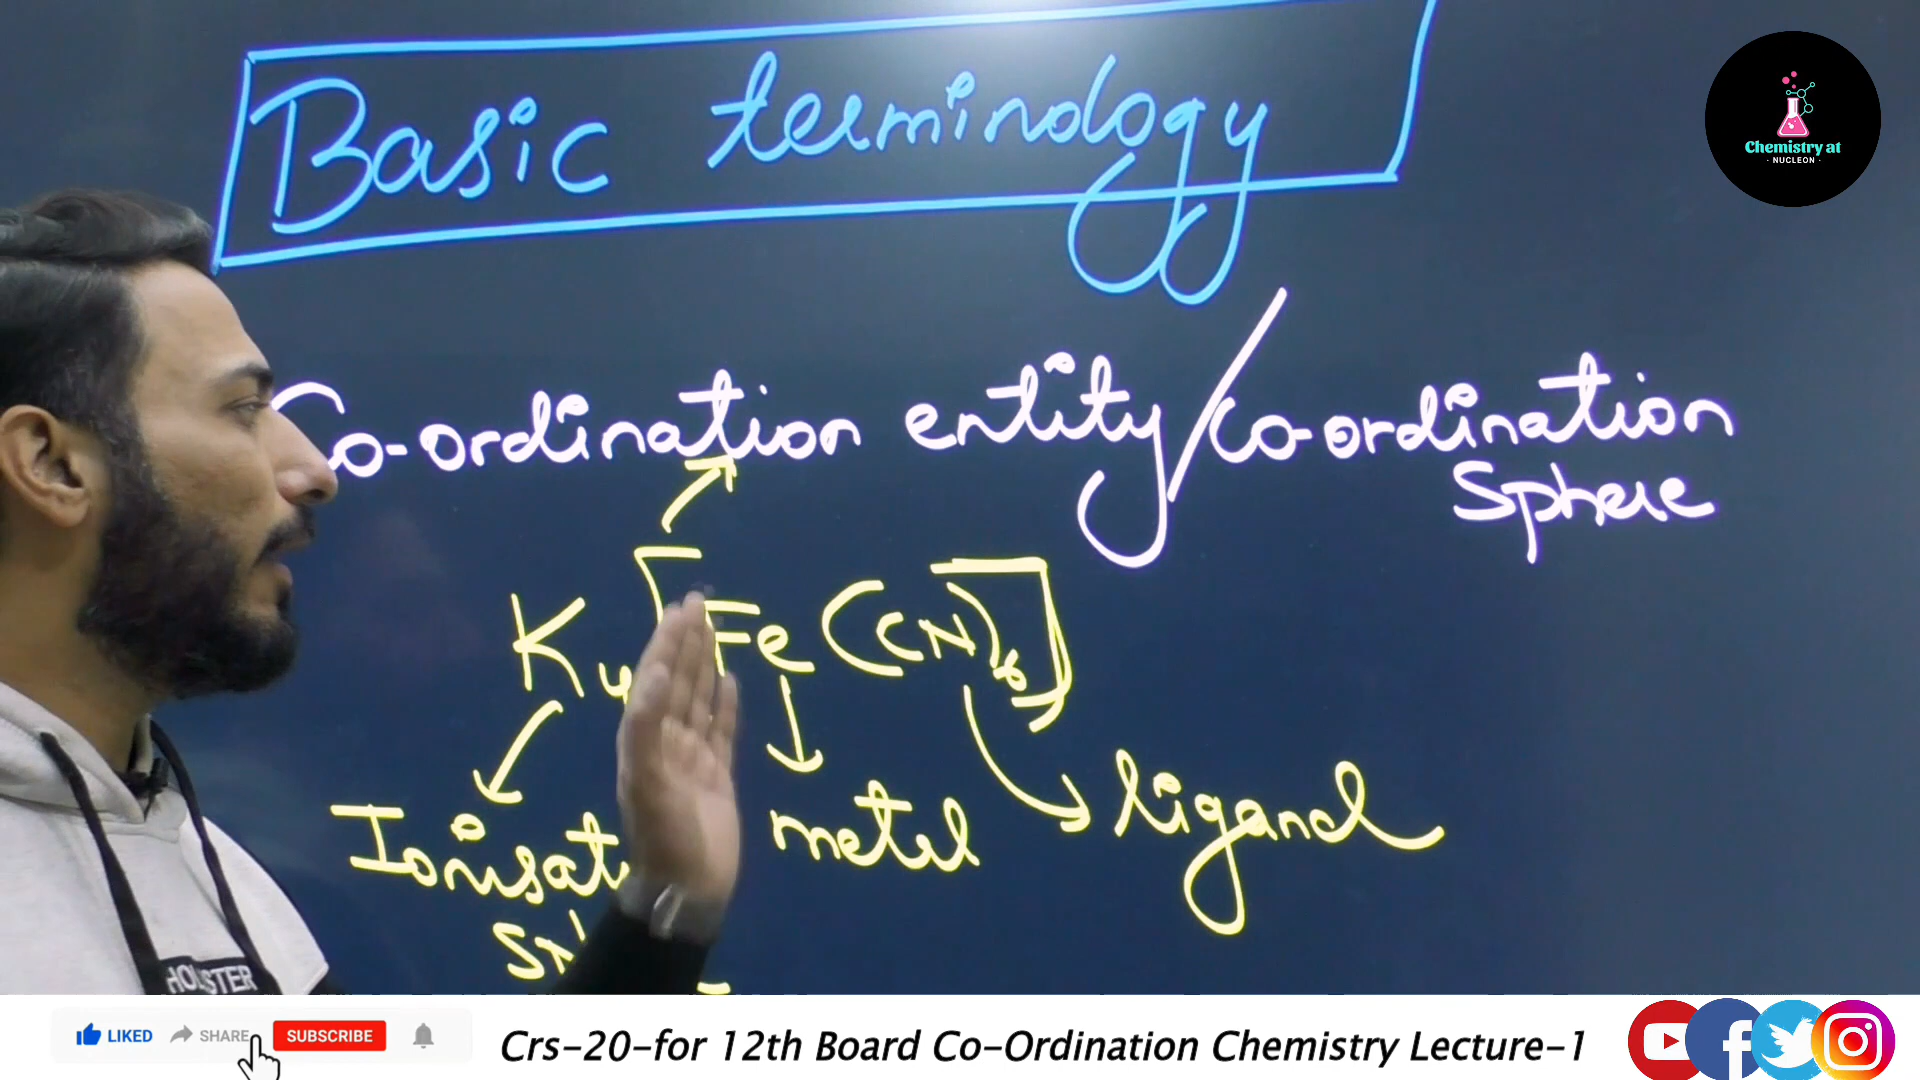 Basic terminology
Chemistry at
· NUCLEON ·
Co-ordination entity/Co-ordination
Sphere
K4[Fe(CN)6]
metal
ligand
LIKED
SHARE
SUBSCRIBE
Crs-20-for 12th Board Co-Ordination Chemistry Lecture-1